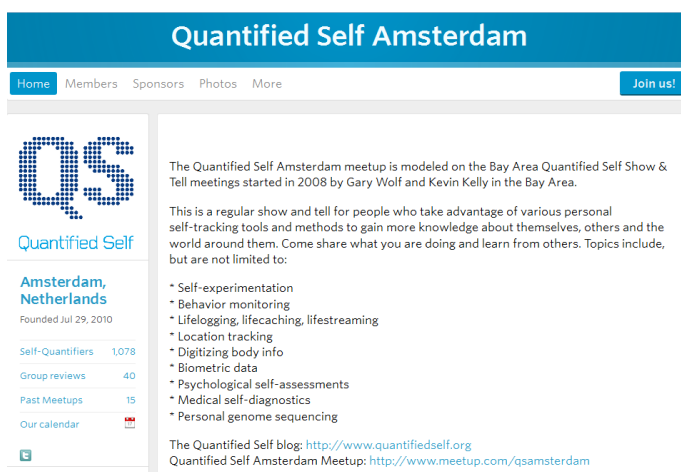 Quantified Self Amsterdam
Home Members Sponsors Photos More Join us!
QS
Quantified Self
Amsterdam,
Netherlands
Founded Jul 29, 2010
Self-Quantifiers 1,078
Group reviews 40
Past Meetups 15
Our calendar
The Quantified Self Amsterdam meetup is modeled on the Bay Area Quantified Self Show &
Tell meetings started in 2008 by Gary Wolf and Kevin Kelly in the Bay Area.
This is a regular show and tell for people who take advantage of various personal
self-tracking tools and methods to gain more knowledge about themselves, others and the
world around them. Come share what you are doing and learn from others. Topics include,
but are not limited to:
* Self-experimentation
* Behavior monitoring
* Lifelogging, lifecaching, lifestreaming
* Location tracking
* Digitizing body info
* Biometric data
* Psychological self-assessments
* Medical self-diagnostics
* Personal genome sequencing
The Quantified Self blog: http://www.quantifiedself.org
Quantified Self Amsterdam Meetup: http://www.meetup.com/qsamsterdam